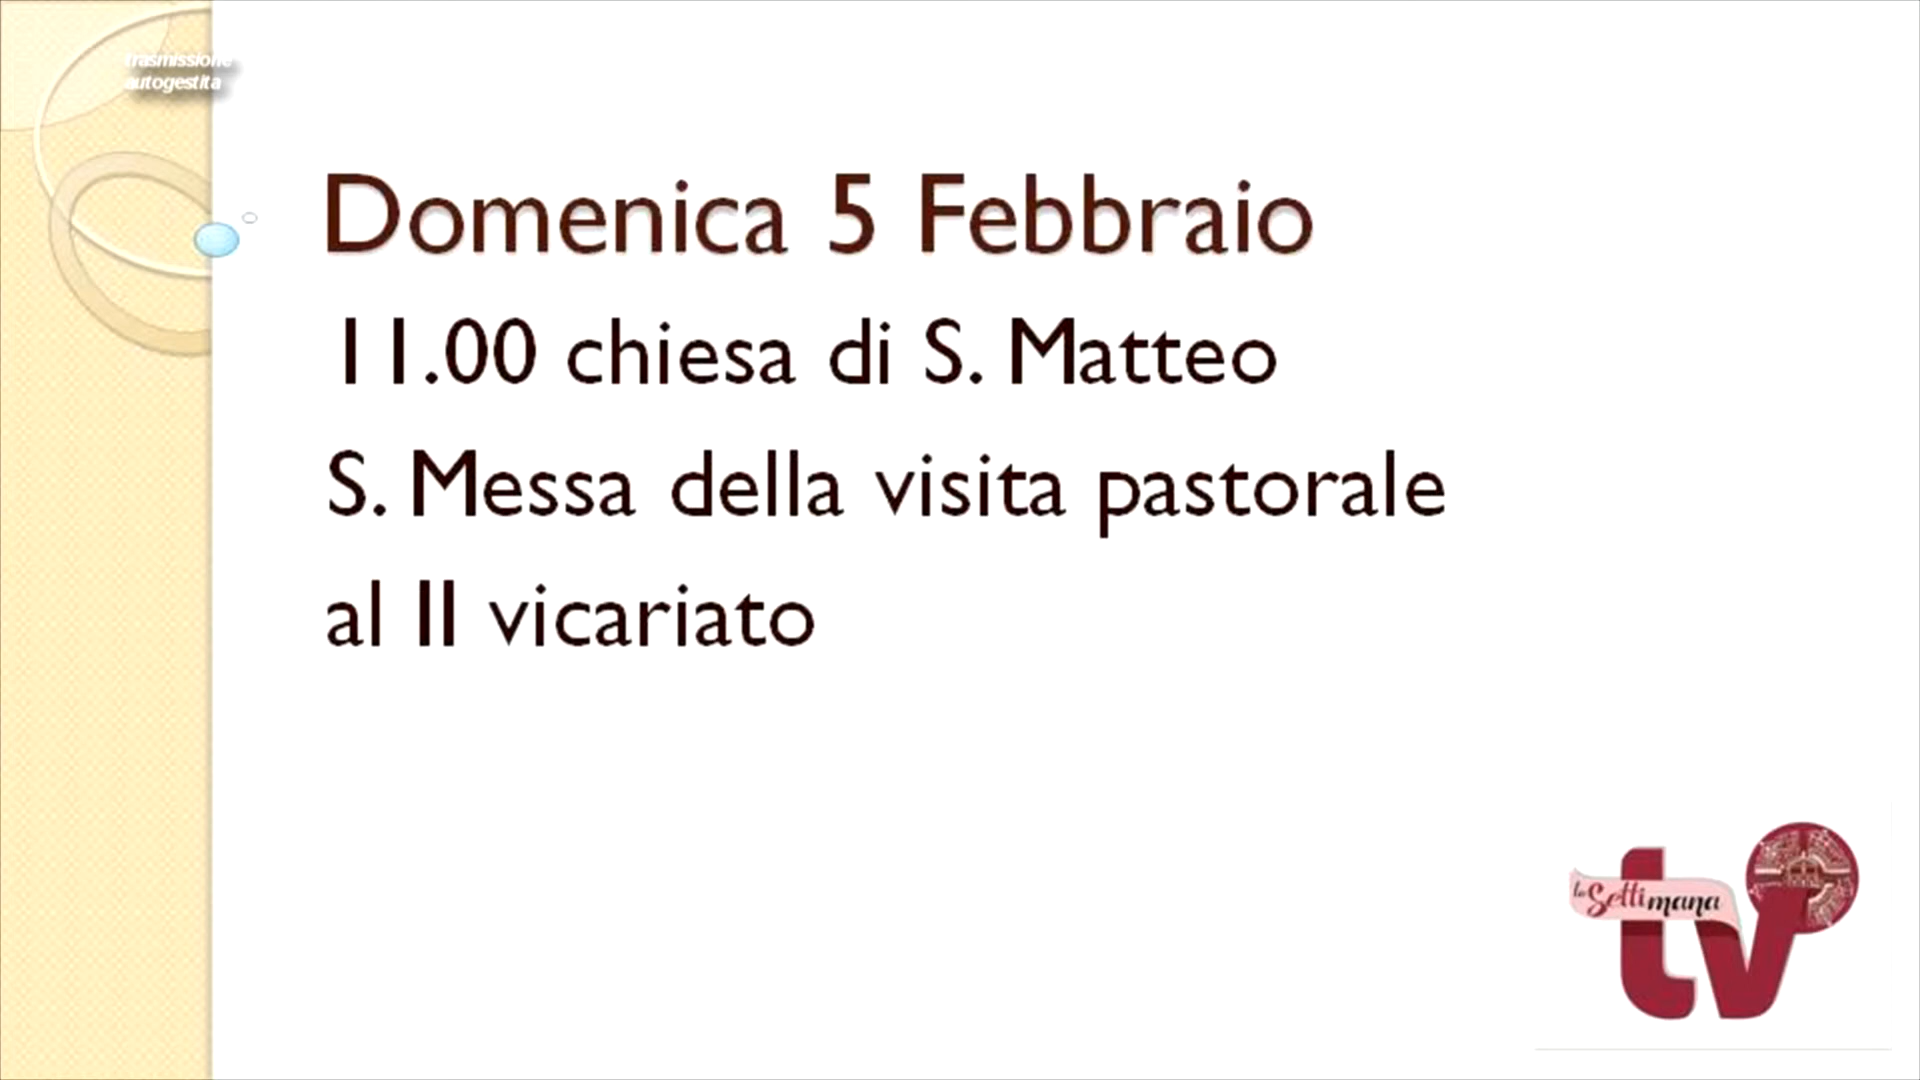 trasmissione
autogestita
Domenica 5 Febbraio
11.00 chiesa di S. Matteo
S. Messa della visita pastorale
al II vicariato
la Settimana
tv